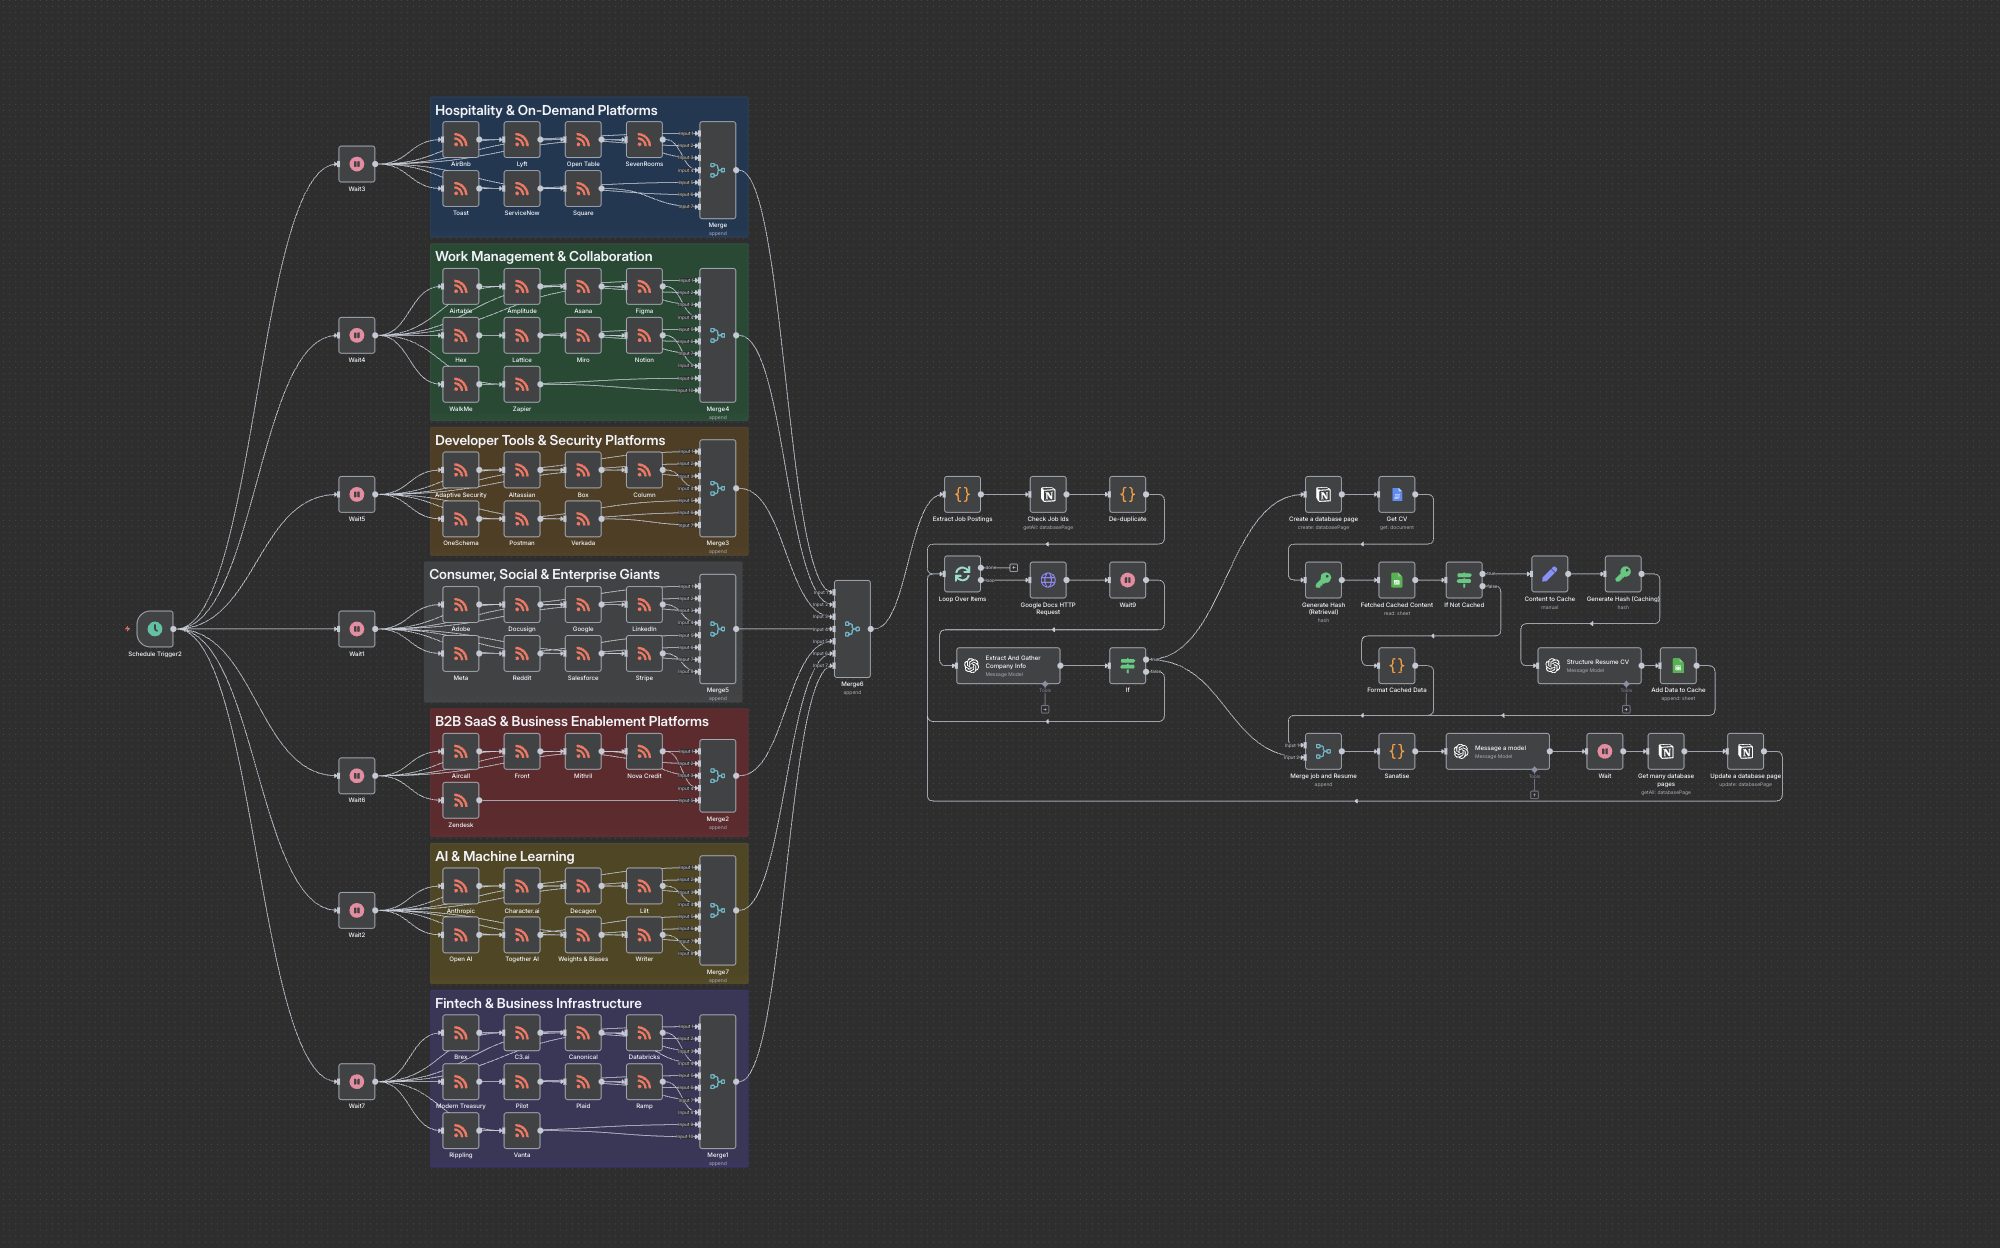 Schedule Trigger2
Wait3
Wait4
Wait5
Wait1
Wait6
Wait2
Wait7
Hospitality & On-Demand Platforms
AirBnb
Lyft
Open Table
SevenRooms
Toast
ServiceNow
Square
Merge
append
Work Management & Collaboration
Airtable
Amplitude
Asana
Figma
Hex
Lattice
Miro
Notion
WalkMe
Zapier
Merge4
append
Developer Tools & Security Platforms
Adaptive Security
Altassian
Box
Column
OneSchema
Postman
Verkada
Merge3
append
Consumer, Social & Enterprise Giants
Adobe
Docusign
Google
LinkedIn
Meta
Reddit
Salesforce
Stripe
Merge5
append
B2B SaaS & Business Enablement Platforms
Aircall
Front
Mithril
Nova Credit
Zendesk
Merge2
append
AI & Machine Learning
Anthropic
Character.ai
Decagon
Lilt
Open AI
Together AI
Weights & Biases
Writer
Merge7
append
Fintech & Business Infrastructure
Brex
C3.ai
Canonical
Databricks
Modern Treasury
Pilot
Plaid
Ramp
Rippling
Vanta
Merge1
append
Merge6
append
Extract Job Postings
Check Job Ids
getAll: databasePage
De-duplicate
Loop Over Items
done
loop
Google Docs HTTP
Request
Wait9
Extract And Gather
Company Info
Message Model
Tools
If
true
false
Create a database page
create: databasePage
Get CV
get: document
Generate Hash
(Retrieval)
hash
Fetched Cached Content
read: sheet
If Not Cached
true
false
Content to Cache
manual
Generate Hash (Caching)
hash
Format Cached Data
Structure Resume CV
Message Model
Tools
Add Data to Cache
append: sheet
Input 1
Input 2
Merge job and Resume
append
Sanatise
Message a model
Message Model
Tools
Wait
Get many database
pages
getAll: databasePage
Update a database page
update: databasePage